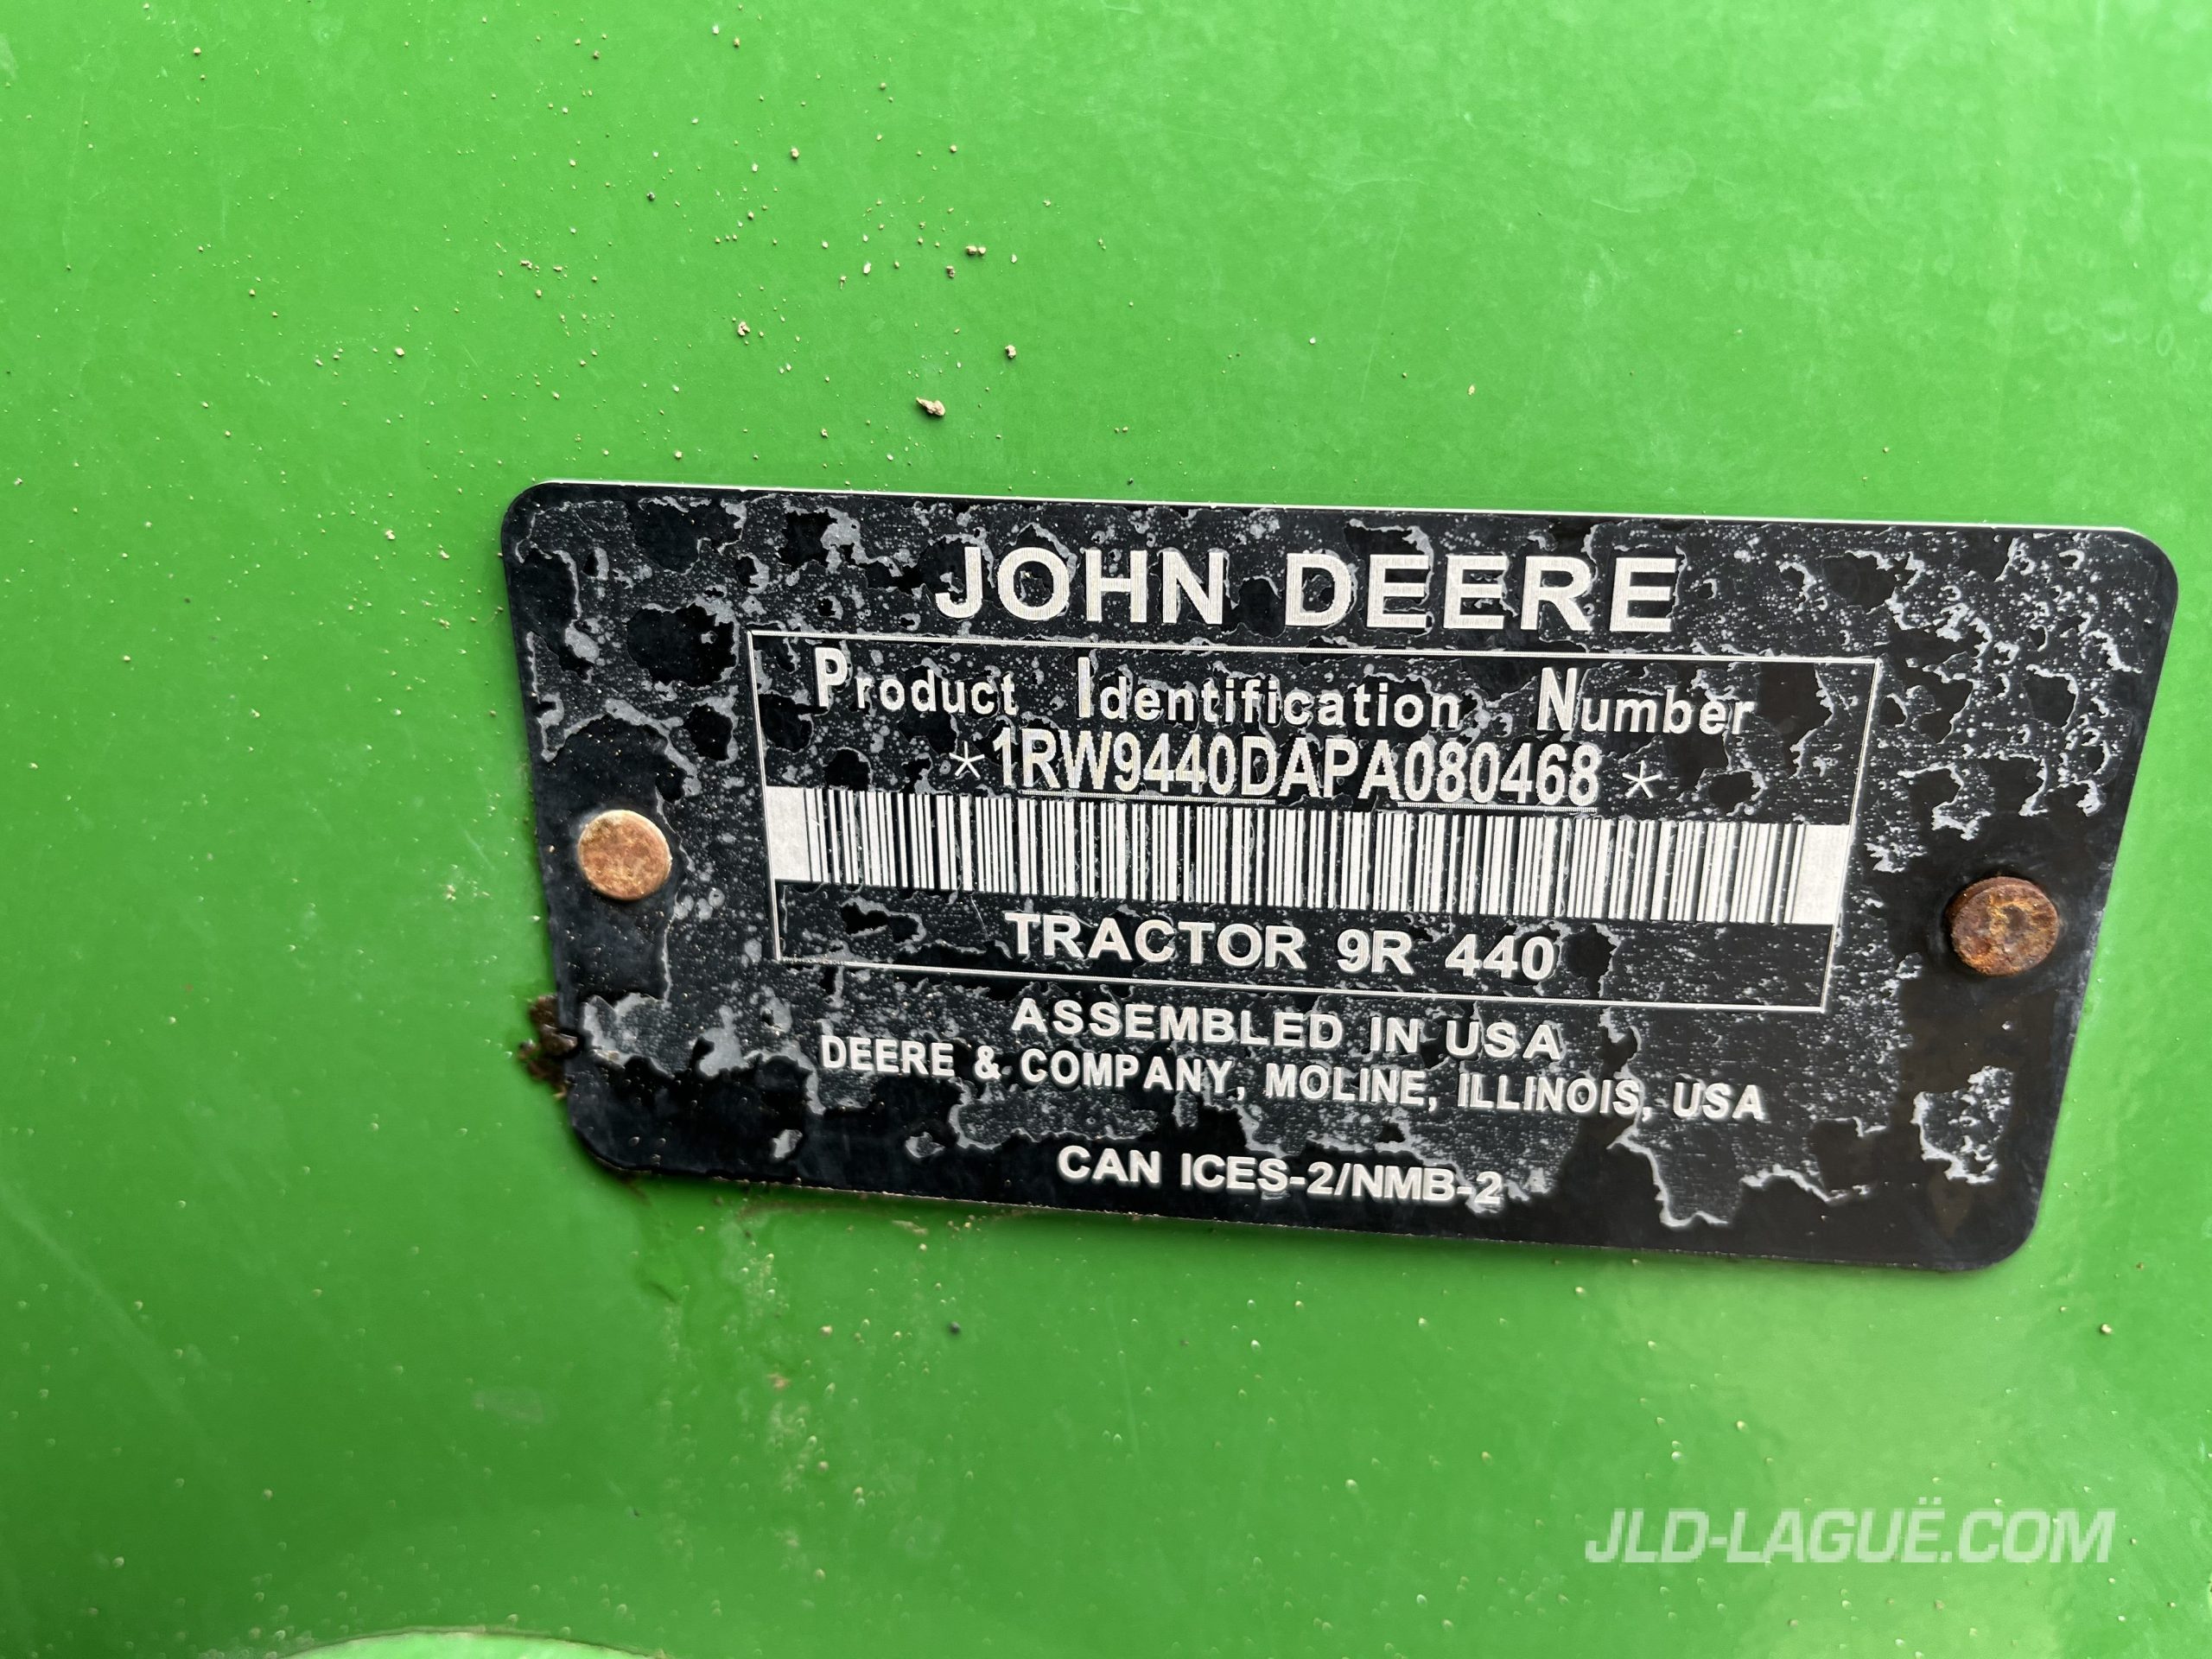 JOHN DEERE
Product Identification Number
*1RW9440DAPA080468*
TRACTOR 9R 440
ASSEMBLED IN USA
DEERE & COMPANY, MOLINE, ILLINOIS, USA
CAN ICES-2/NMB-2
JLD-LAGUË.COM